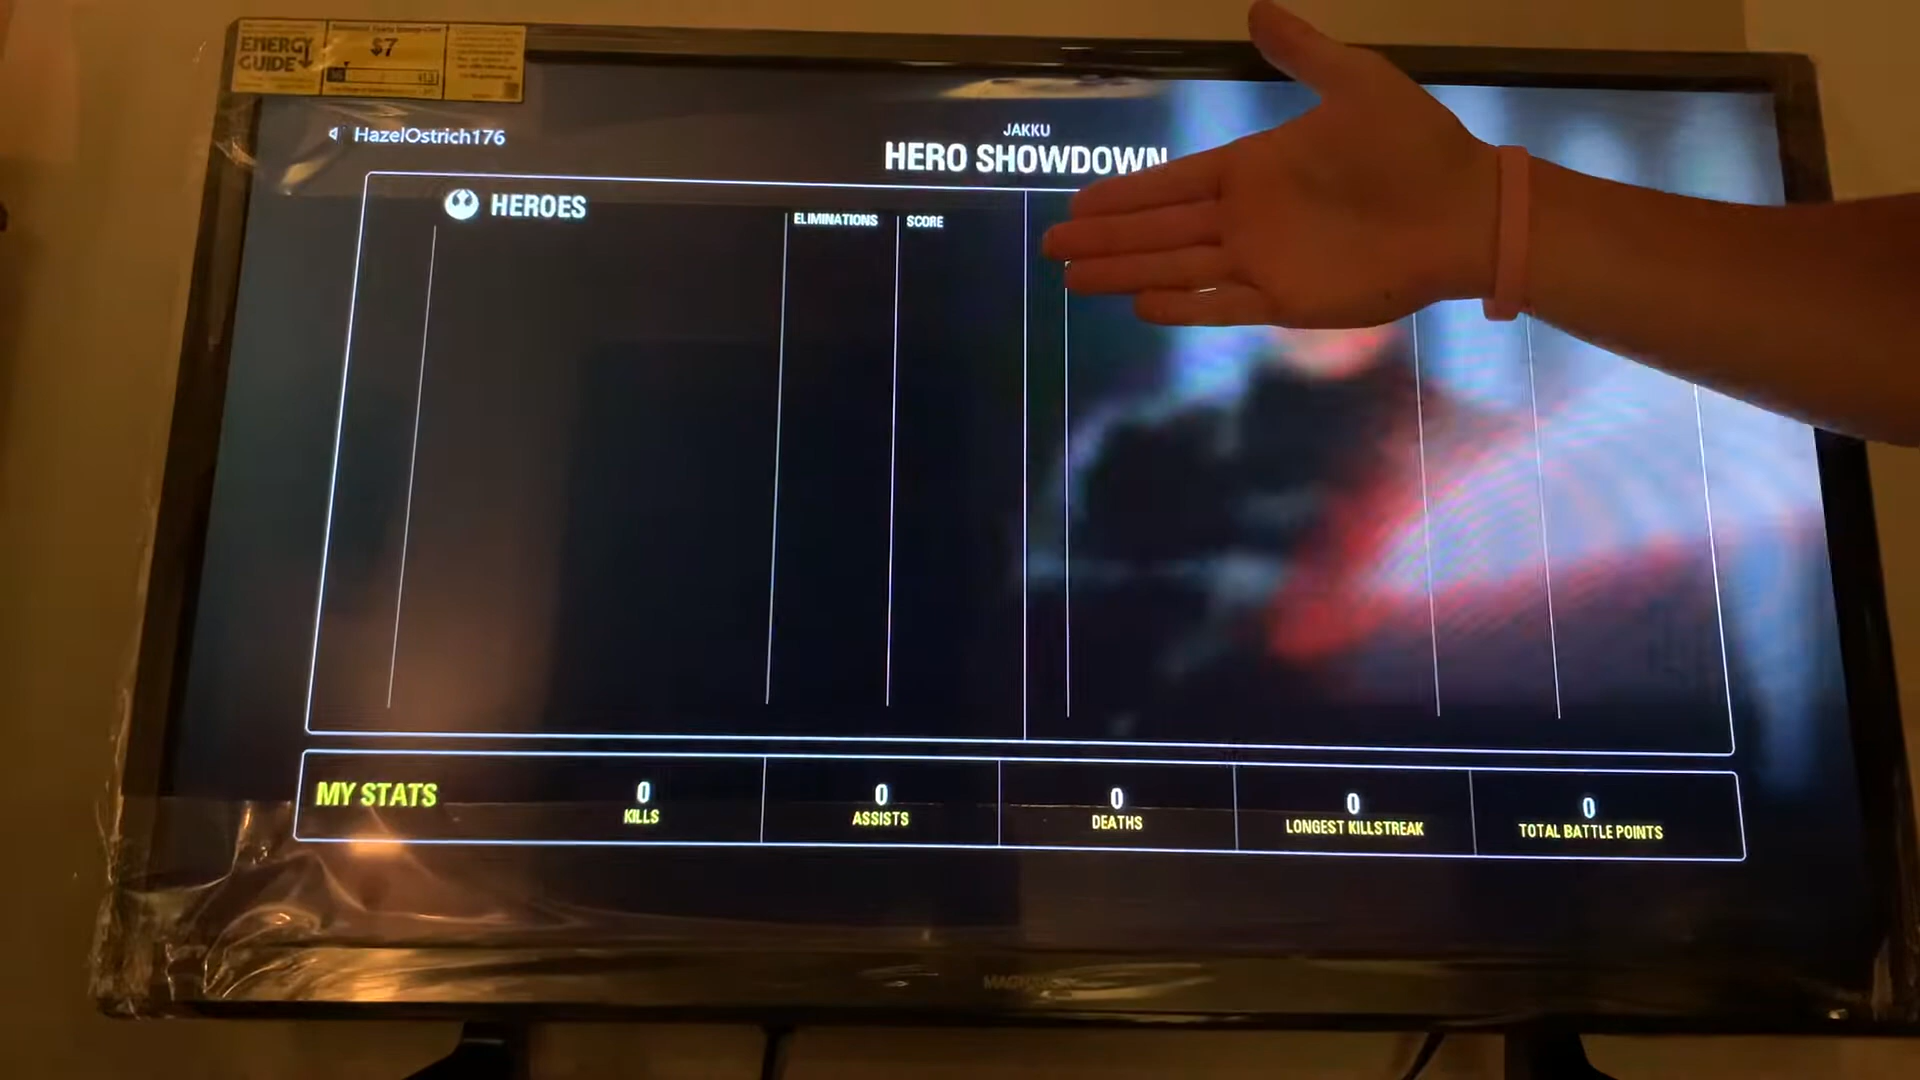 ENERGY
GUIDE
$7
HazelOstrich176
JAKKU
HERO SHOWDOWN
HEROES
ELIMINATIONS
SCORE
MY STATS
0
KILLS
0
ASSISTS
0
DEATHS
0
LONGEST KILLSTREAK
0
TOTAL BATTLE POINTS